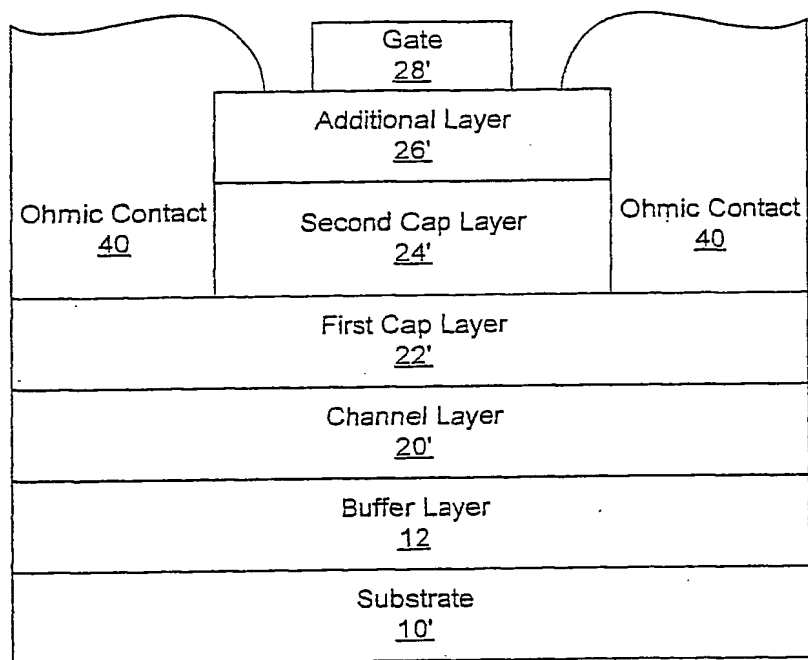 Gate
28'
Additional Layer
26'
Ohmic Contact
40
Second Cap Layer
24'
Ohmic Contact
40
First Cap Layer
22'
Channel Layer
20'
Buffer Layer
12
Substrate
10'